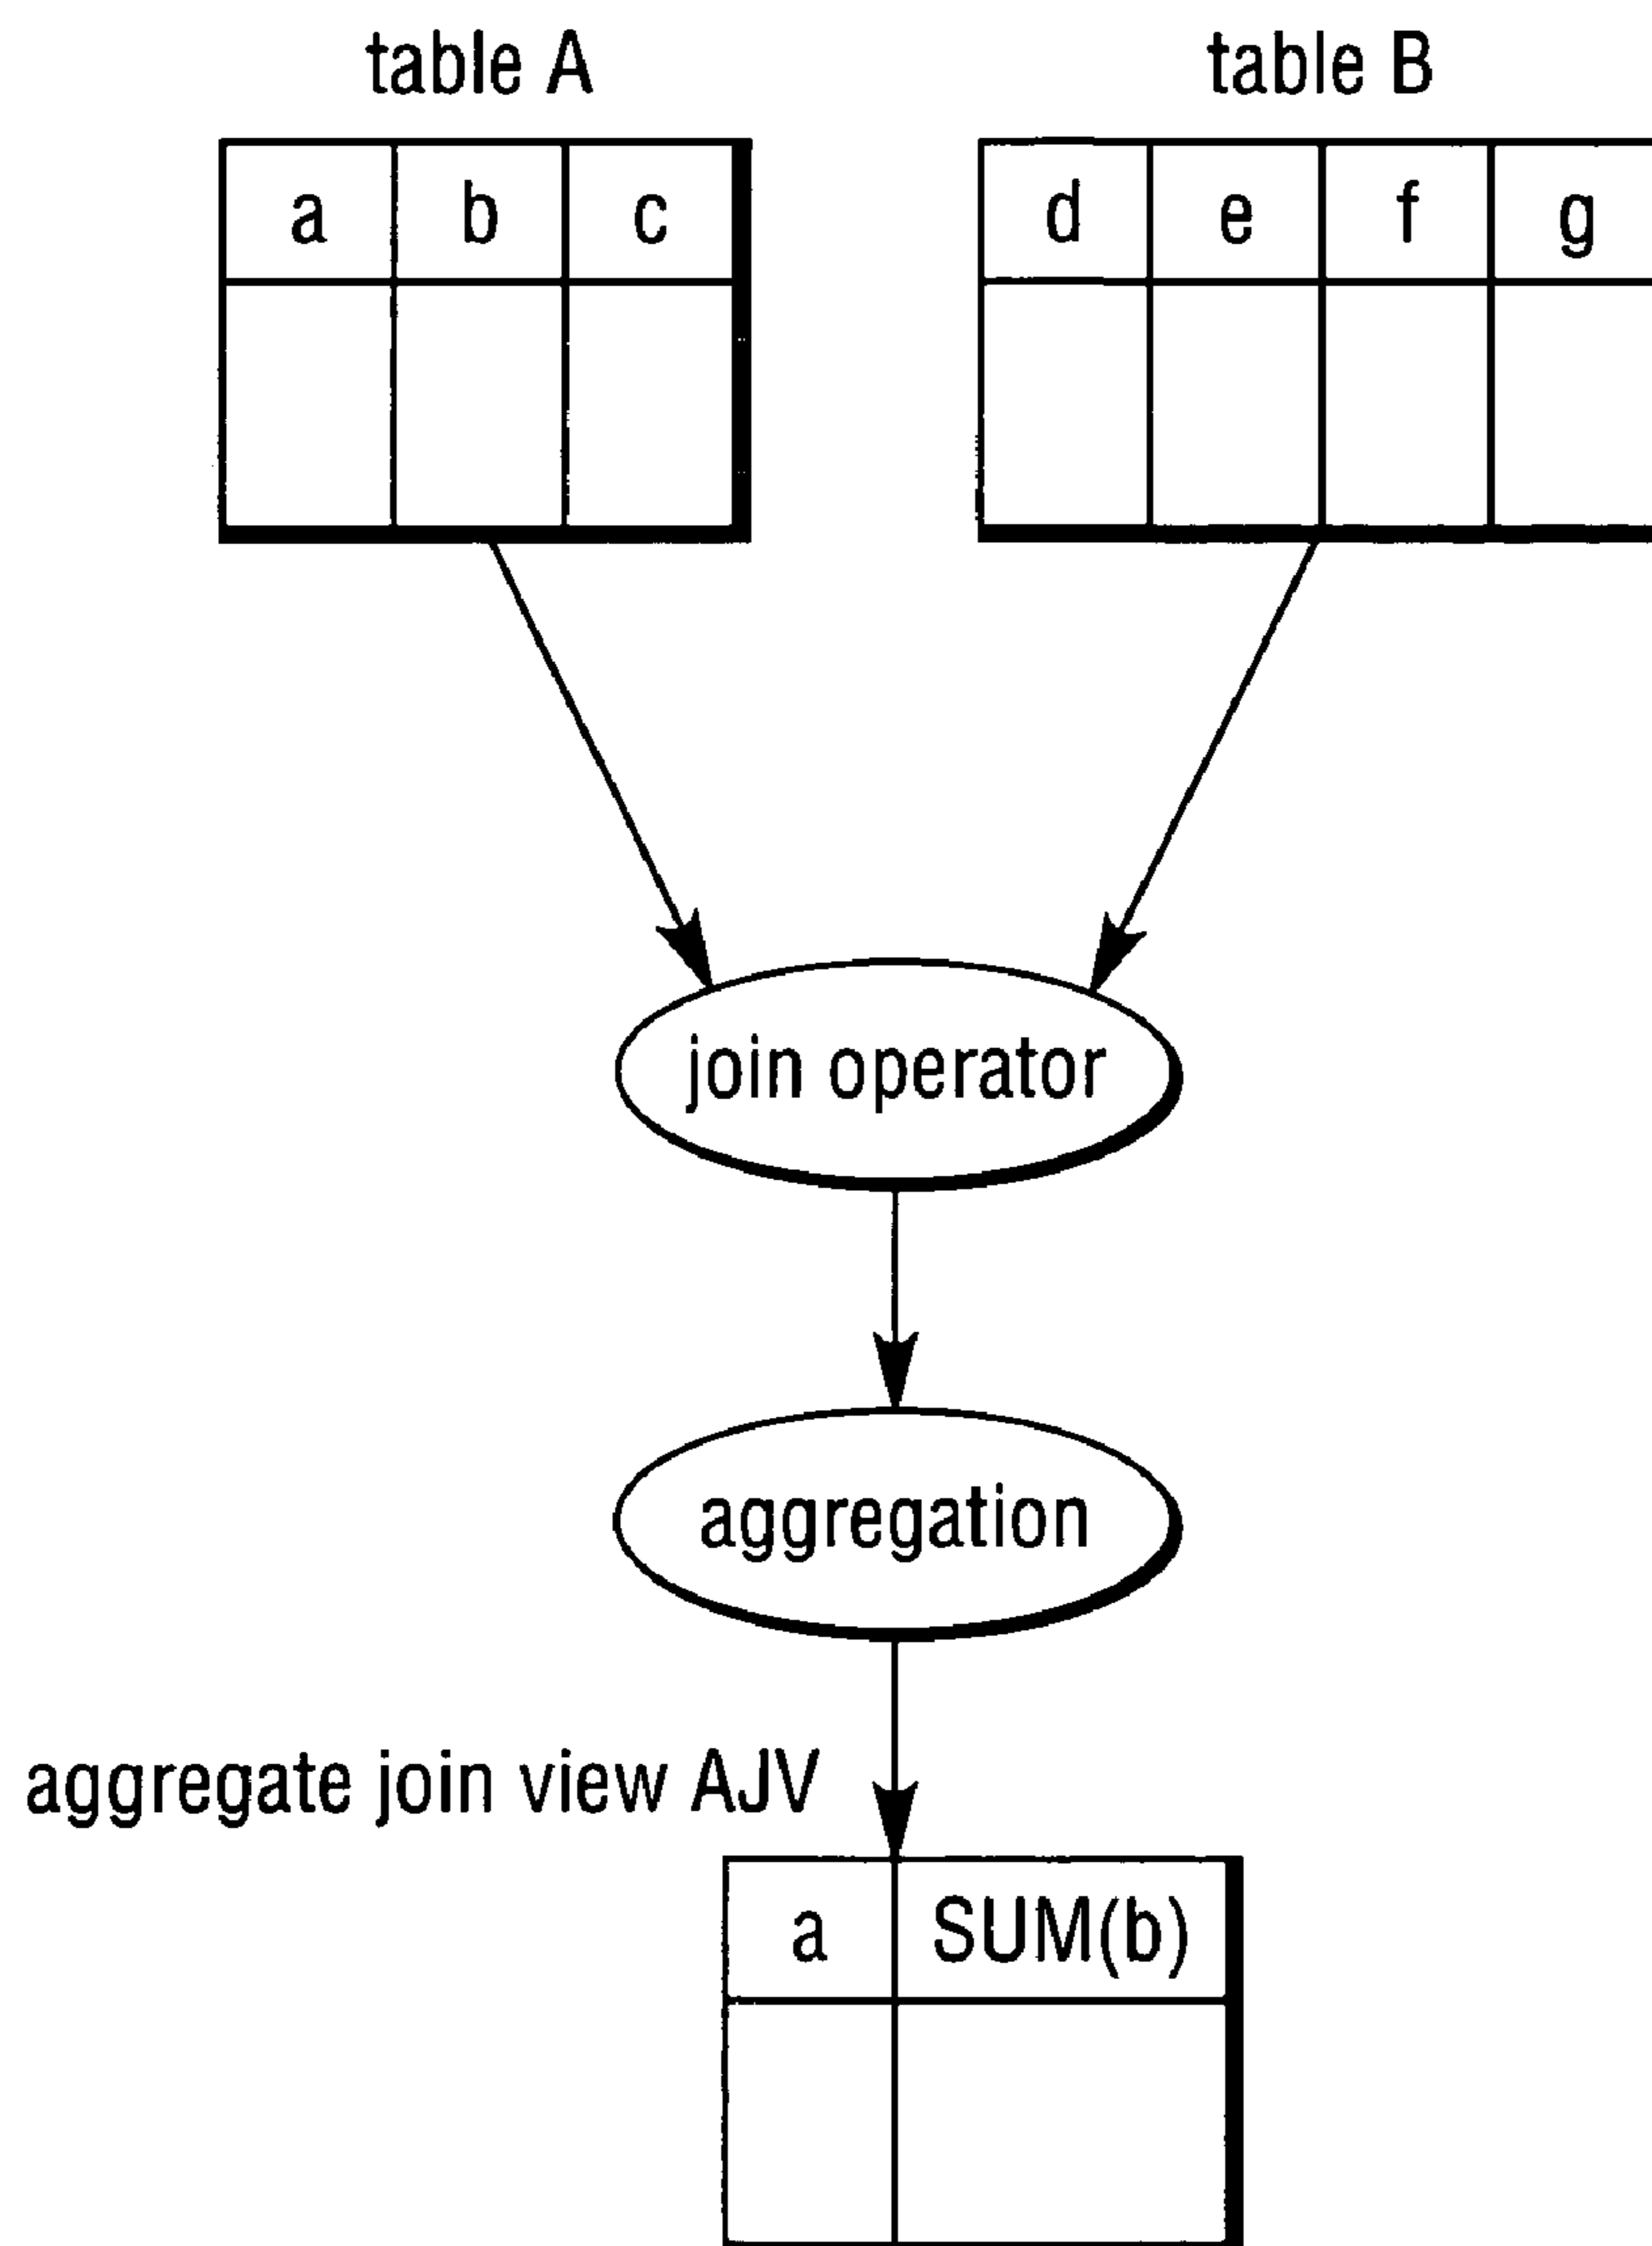 table A
table B
a b c
d e f g
join operator
aggregation
aggregate join view AJV
a SUM(b)